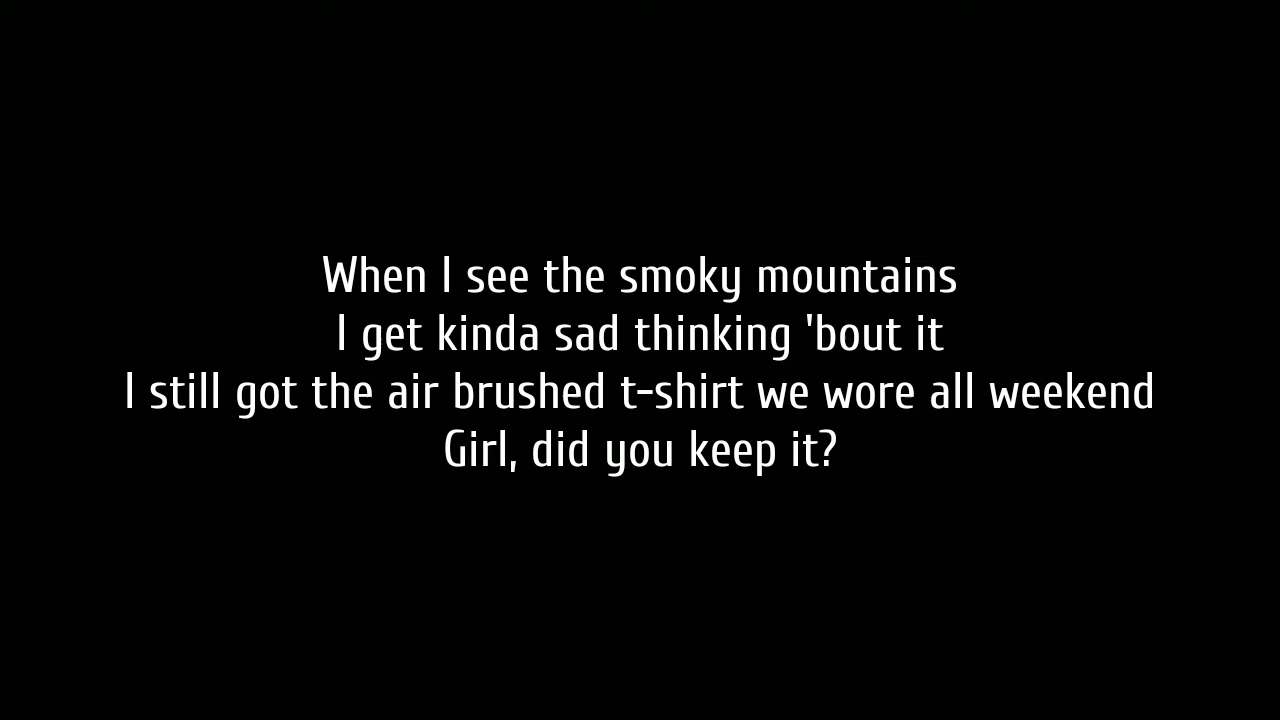 When I see the smoky mountains
I get kinda sad thinking 'bout it
I still got the air brushed t-shirt we wore all weekend
Girl, did you keep it?